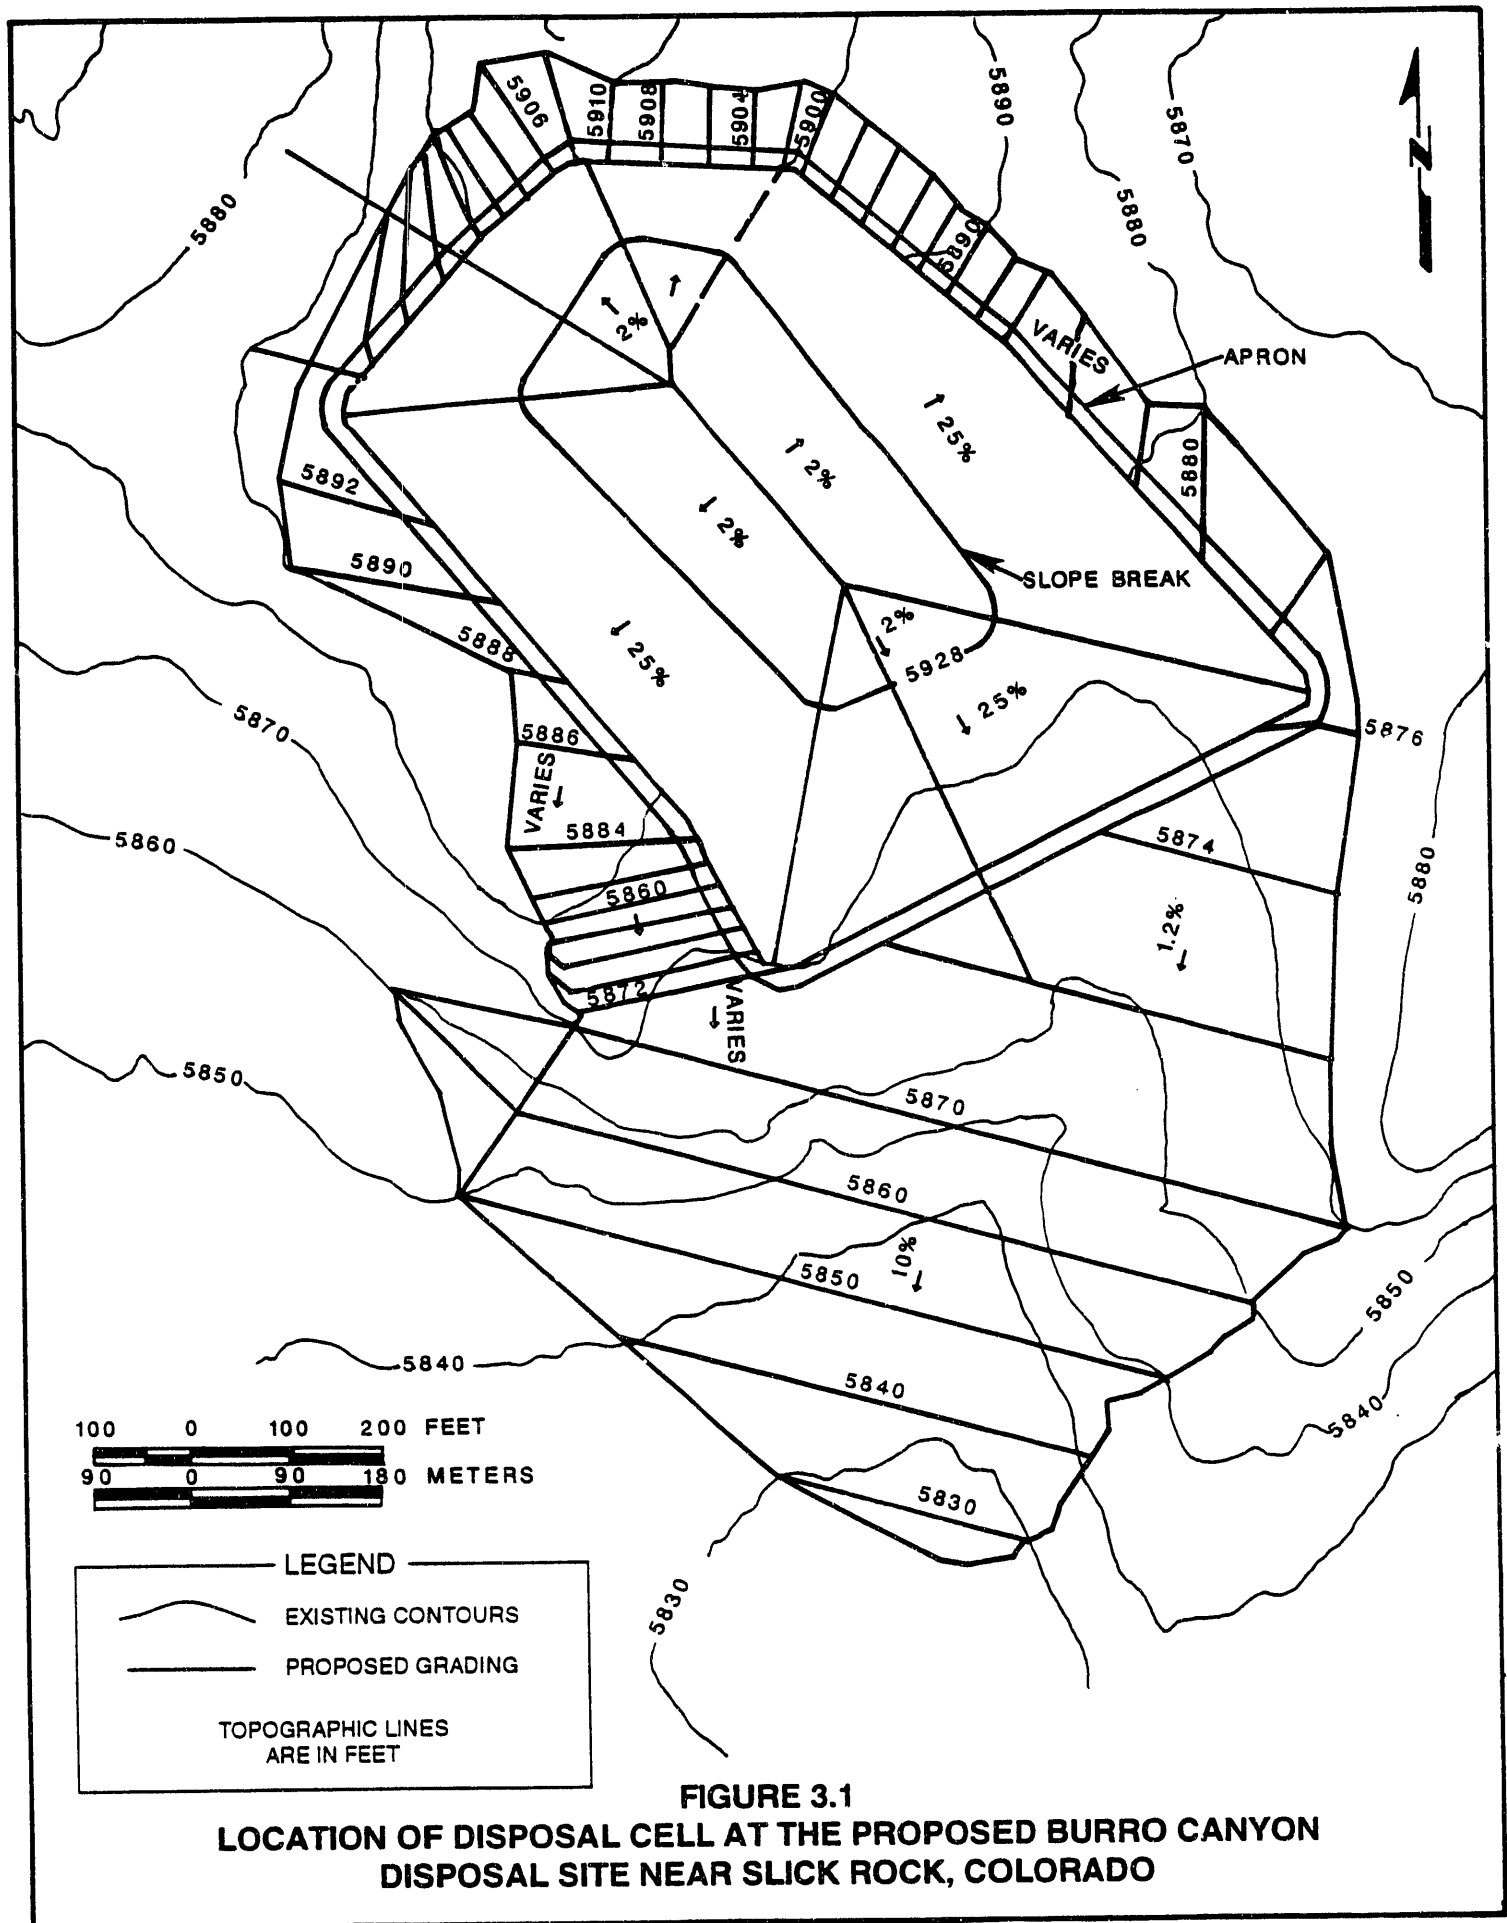 5906
5910
5908
5904
5900
5890
5870
5880
5880
N
5890
VARIES
APRON
2%
25%
2%
2%
5880
5892
5890
SLOPE BREAK
5888
25%
2%
5928
25%
5870
5886
5876
VARIES
5884
5874
5860
5860
5880
1.2%
5872
VARIES
5850
5870
5860
10%
5850
5850
5840
5840
5840
100 0 100 200 FEET
90 0 90 180 METERS
5830
5830
LEGEND
EXISTING CONTOURS
PROPOSED GRADING
TOPOGRAPHIC LINES
ARE IN FEET
FIGURE 3.1
LOCATION OF DISPOSAL CELL AT THE PROPOSED BURRO CANYON
DISPOSAL SITE NEAR SLICK ROCK, COLORADO